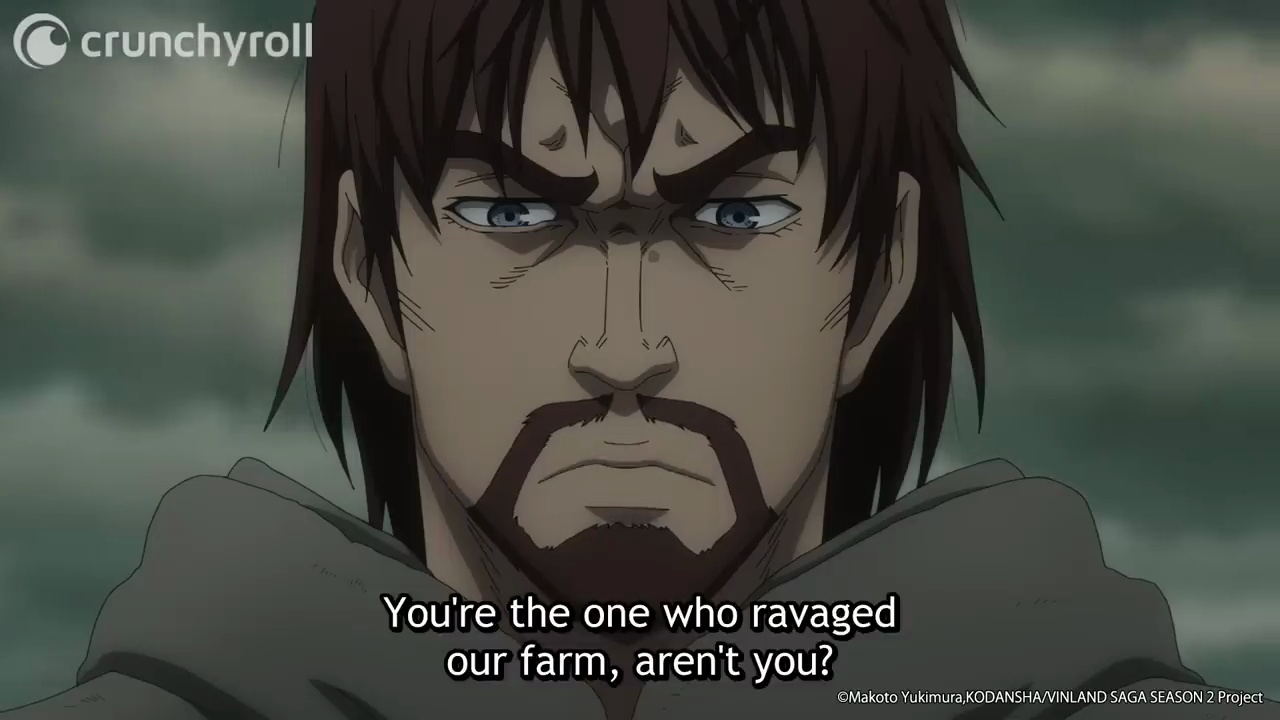 crunchyroll
You're the one who ravaged
our farm, aren't you?
©Makoto Yukimura,KODANSHA/VINLAND SAGA SEASON 2 Project